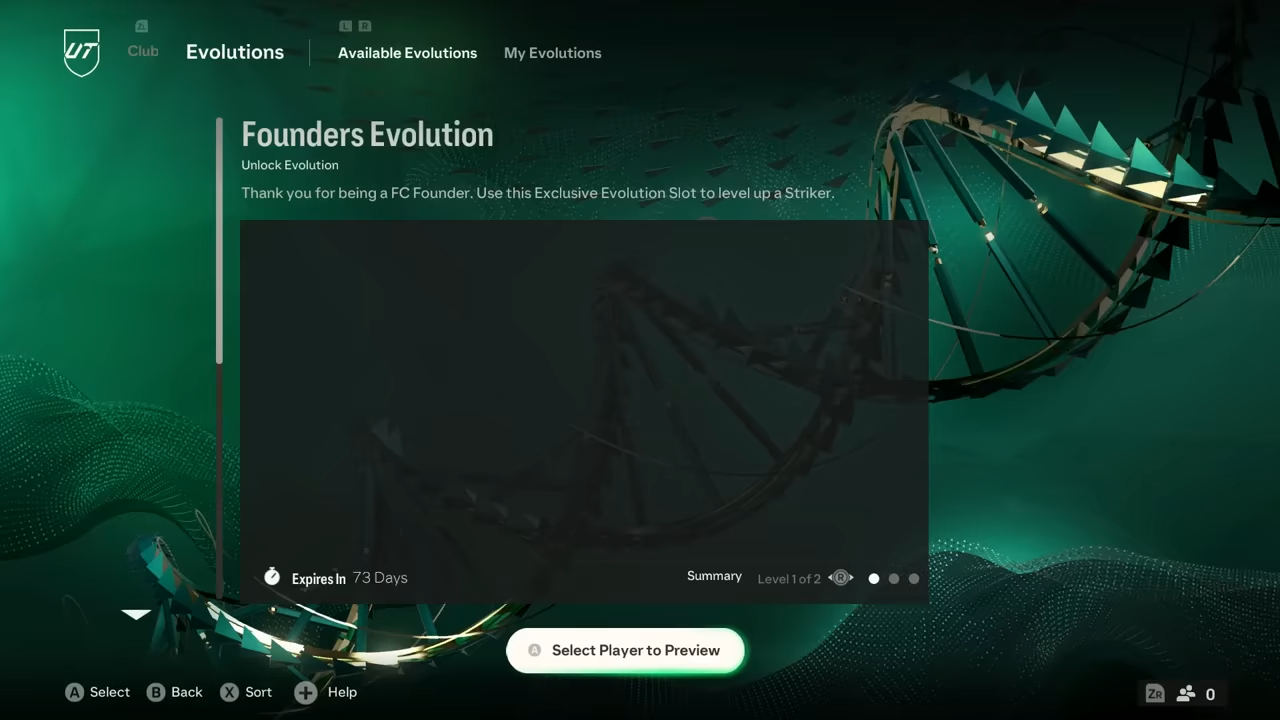 UT
Club
Evolutions
L R
Available Evolutions
My Evolutions
Founders Evolution
Unlock Evolution
Thank you for being a FC Founder. Use this Exclusive Evolution Slot to level up a Striker.
Expires In 73 Days
Summary
Level 1 of 2
R
A Select Player to Preview
A Select
B Back
X Sort
+ Help
ZR
0